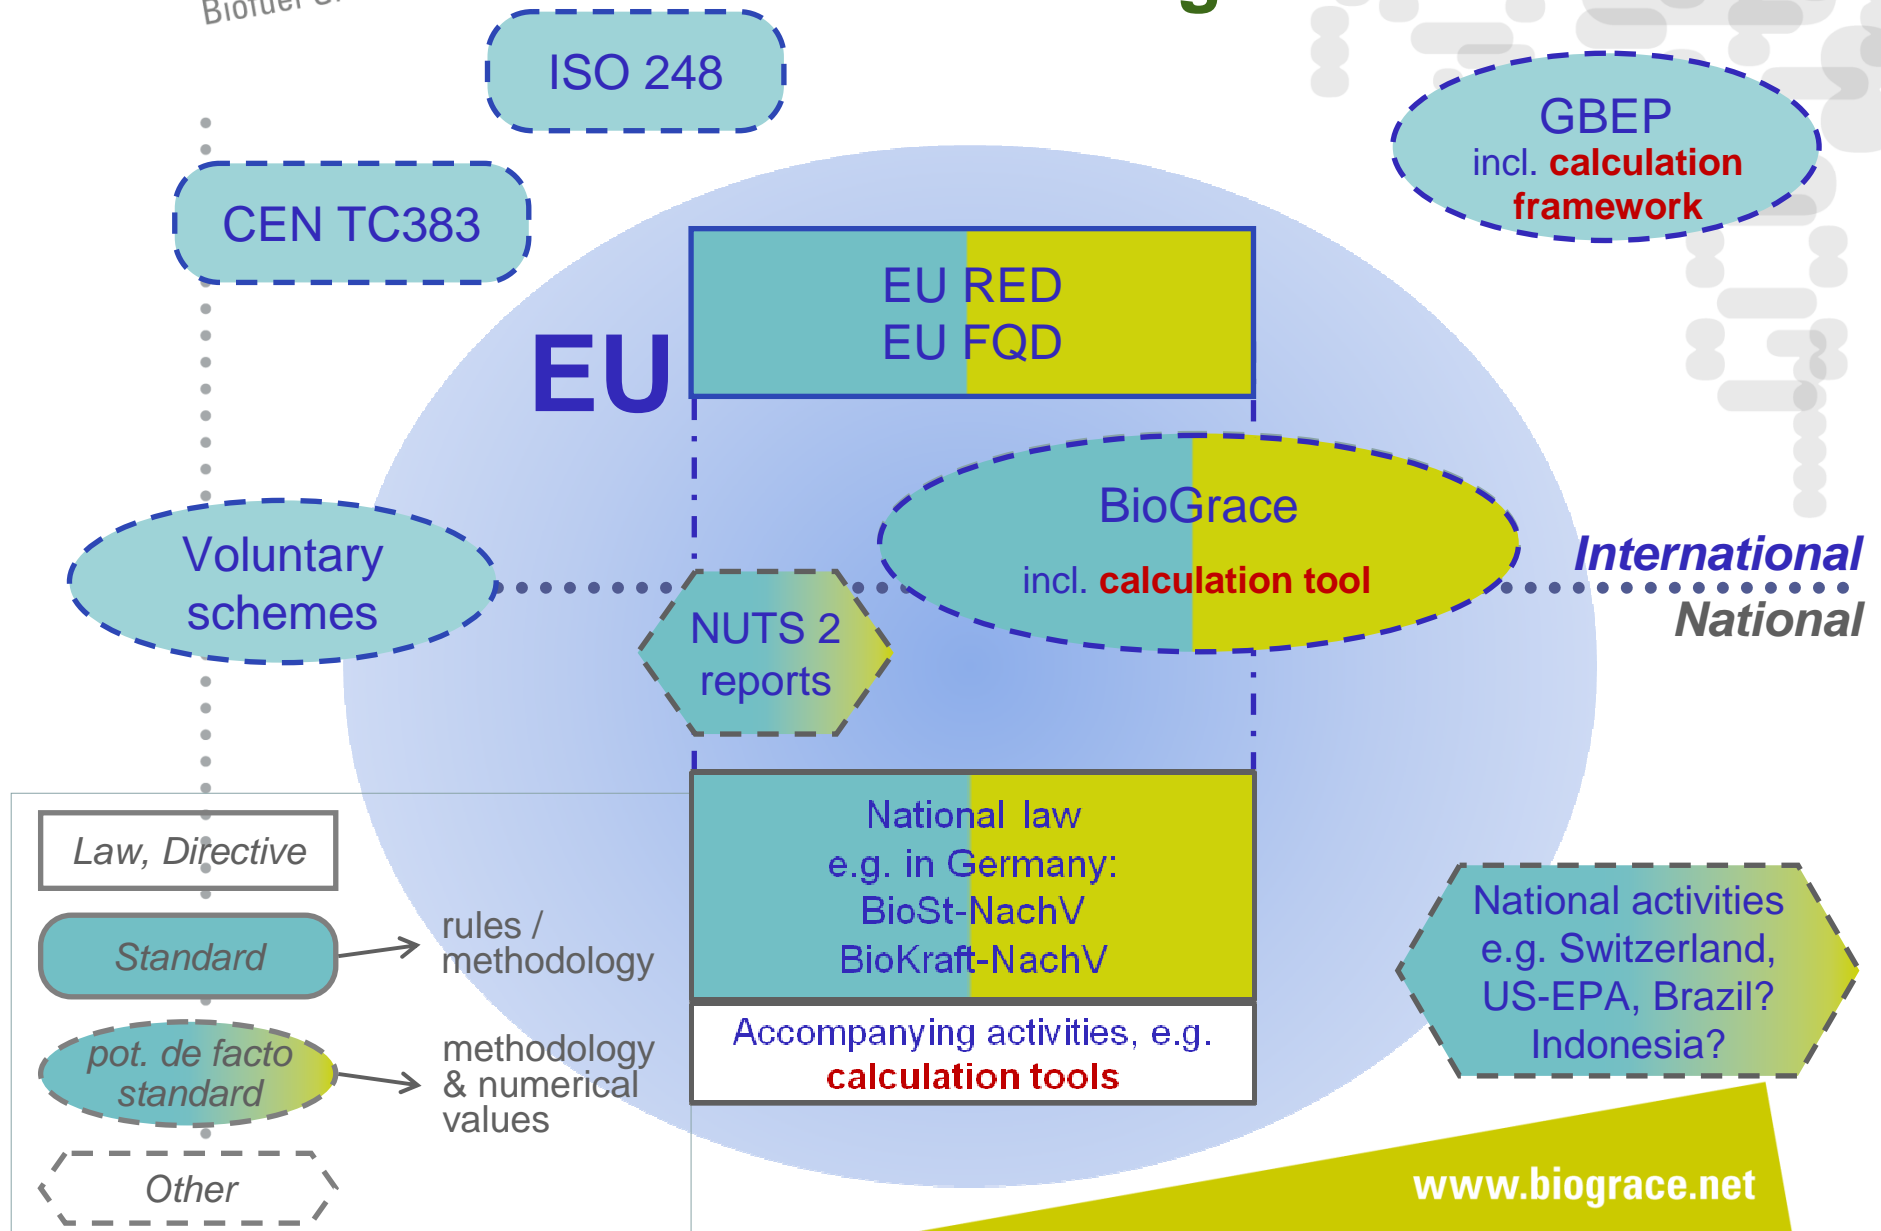 Biofuel
ISO 248
GBEP
incl. calculation
framework
CEN TC383
EU RED
EU FQD
EU
BioGrace
incl. calculation tool
International
National
Voluntary
schemes
NUTS 2
reports
National law
e.g. in Germany:
BioSt-NachV
BioKraft-NachV
Accompanying activities, e.g.
calculation tools
National activities
e.g. Switzerland,
US-EPA, Brazil?
Indonesia?
Law, Directive
Standard
rules /
methodology
pot. de facto
standard
methodology
& numerical
values
Other
www.biograce.net